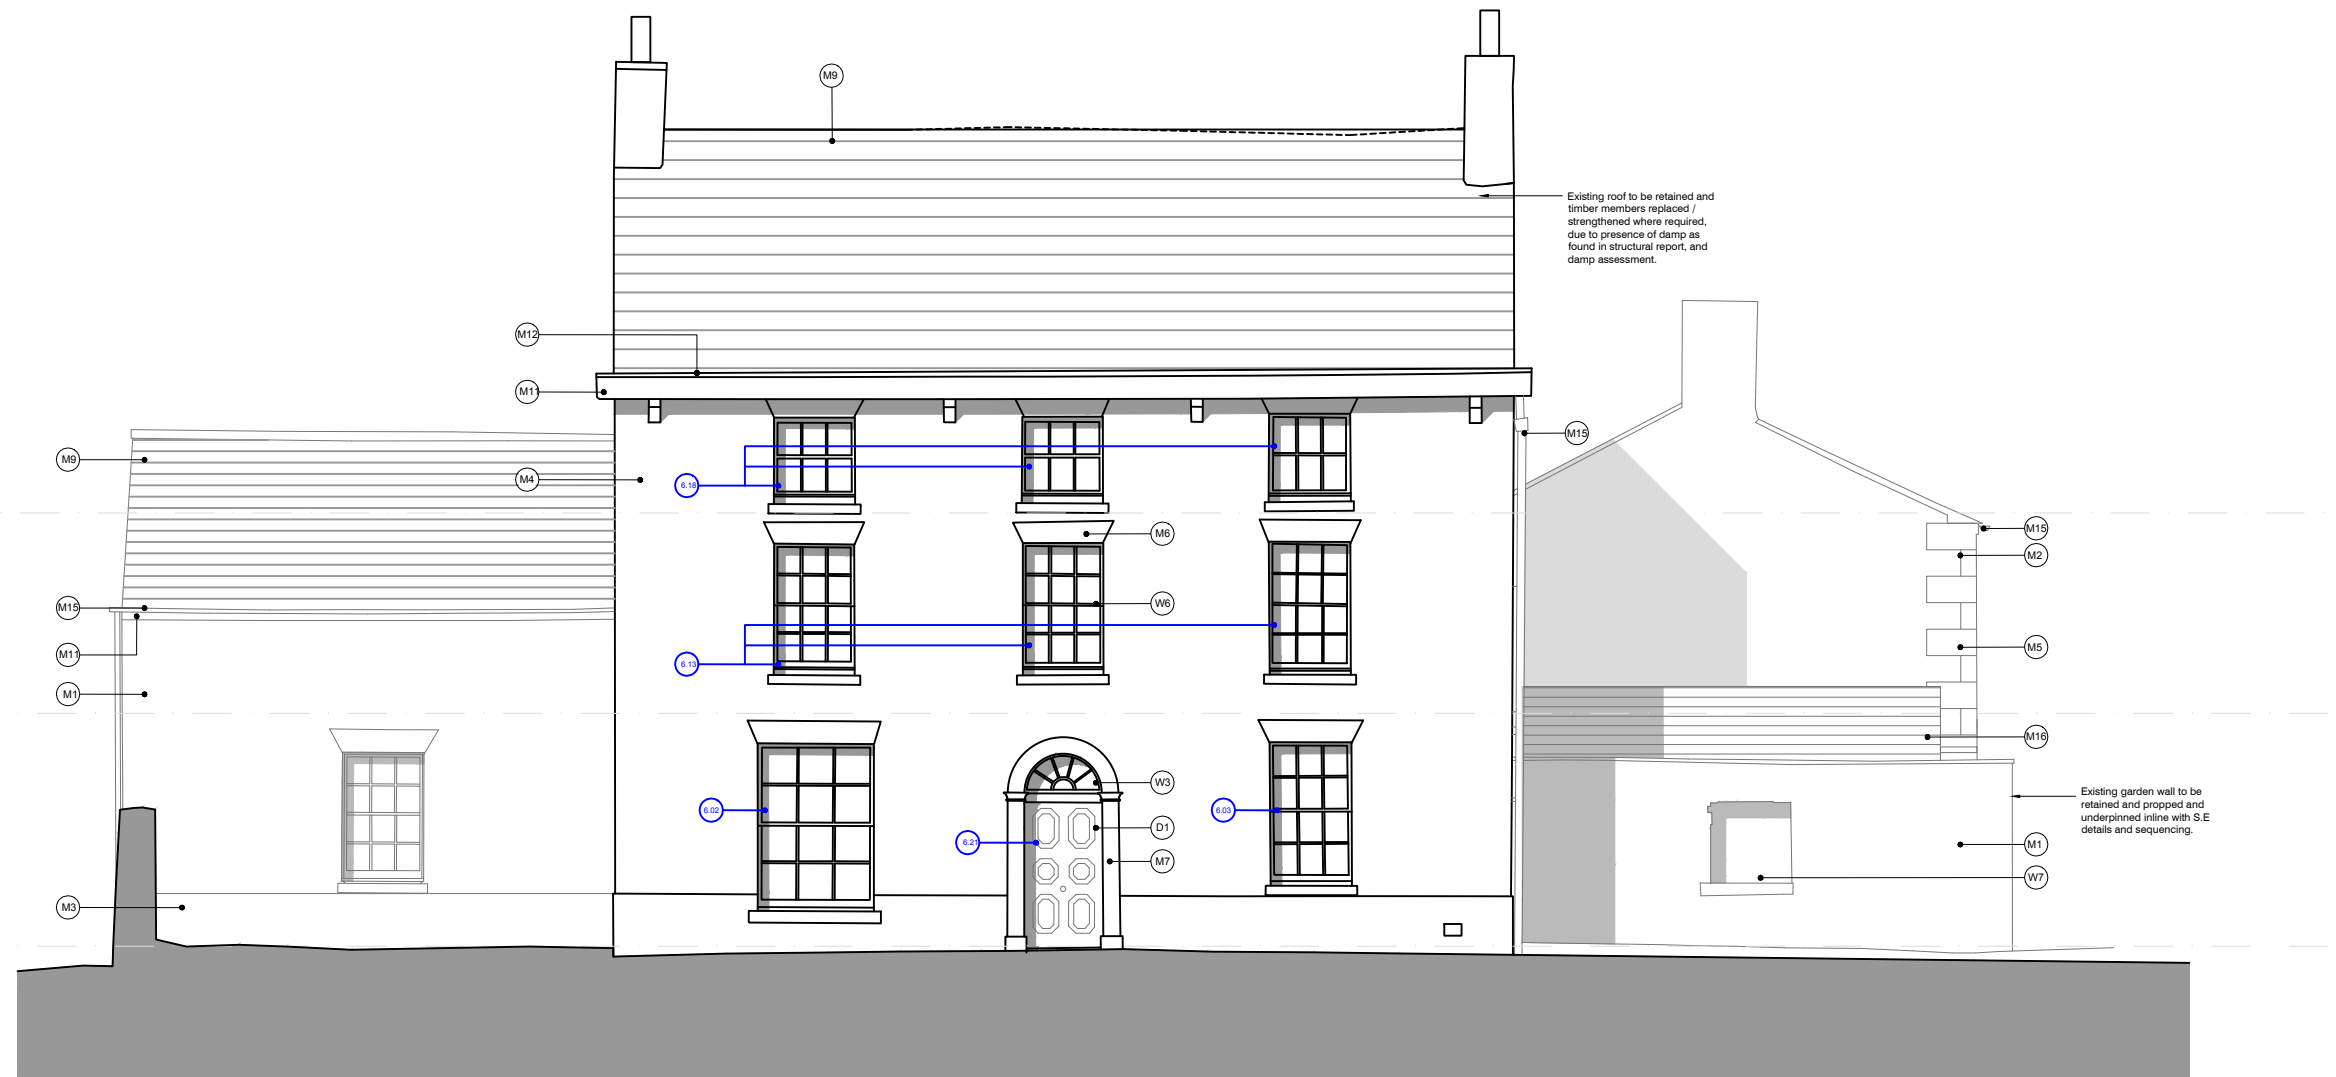 M9
Existing roof to be retained and
timber members replaced /
strengthened where required,
due to presence of damp as
found in structural report, and
damp assessment.
M12
M11
M15
M9
M4
6.18
M15
M6
M2
W6
M15
M11
M5
6.13
M1
M16
W3
Existing garden wall to be
retained and propped and
underpinned inline with S.E
details and sequencing.
6.02
6.03
D1
6.21
M1
M7
W7
M3